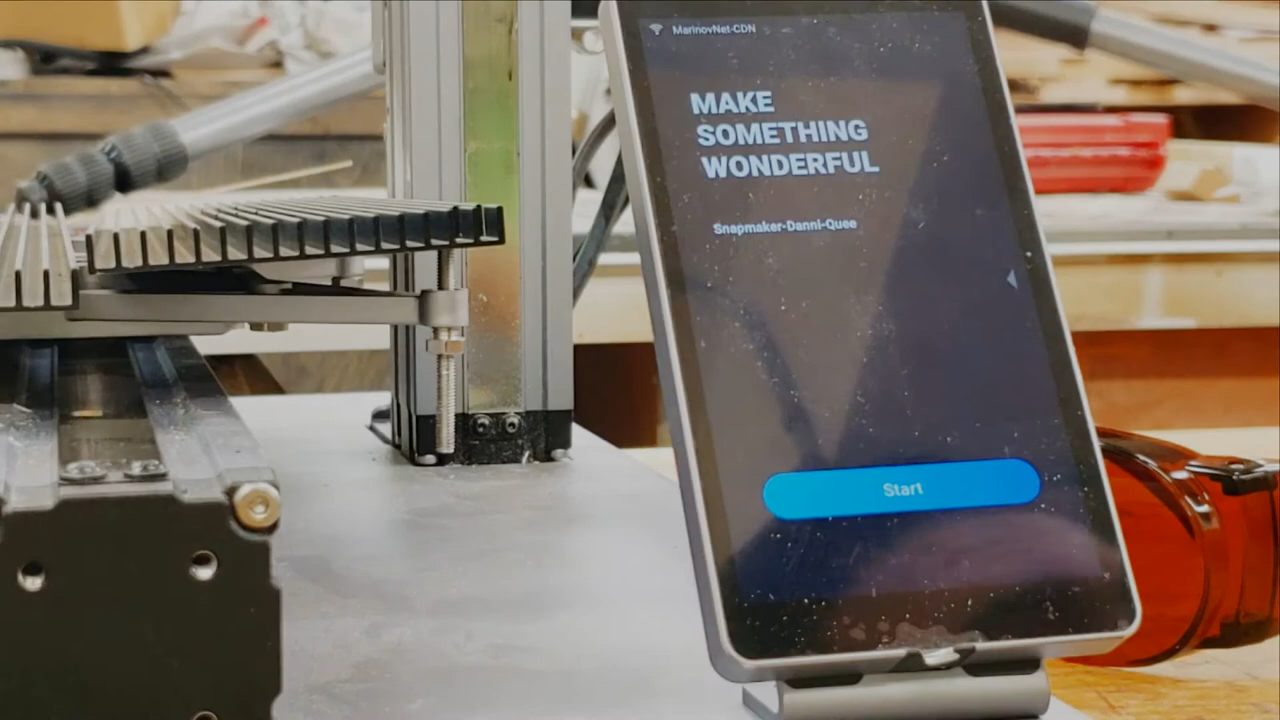 MarinovNet-CDN
MAKE
SOMETHING
WONDERFUL
Snapmaker-Danni-Quee
Start